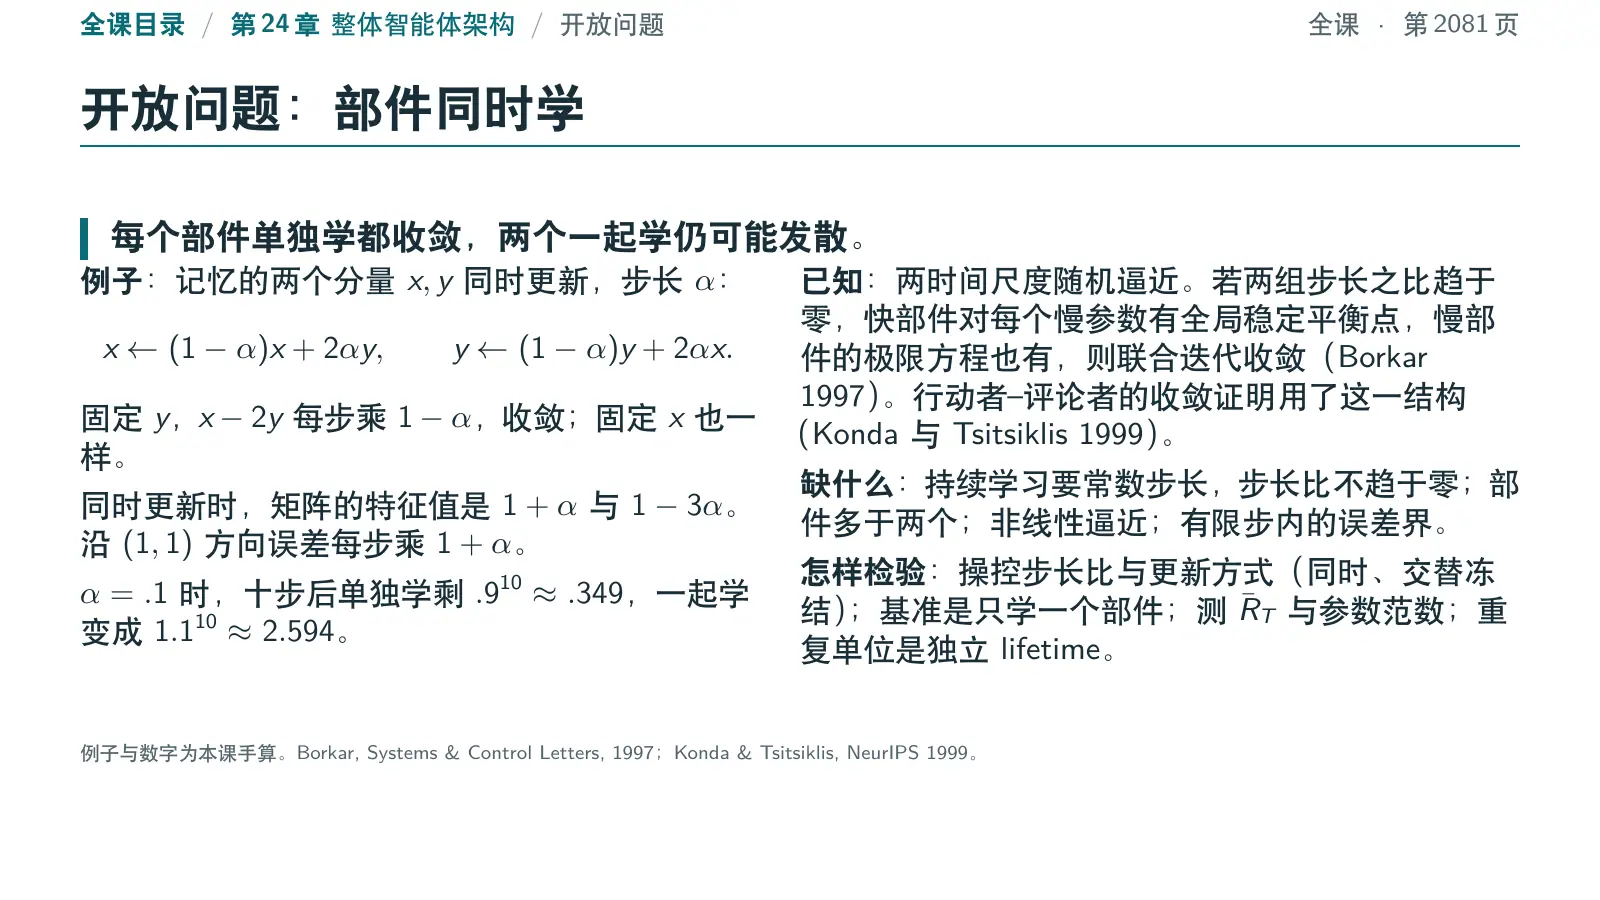 全课目录 / 第 24 章 整体智能体架构 / 开放问题
全课 · 第 2081 页
开放问题：部件同时学
每个部件单独学都收敛，两个一起学仍可能发散。
例子：记忆的两个分量 x, y 同时更新，步长 α：
x ← (1 − α)x + 2αy,  y ← (1 − α)y + 2αx.
固定 y，x − 2y 每步乘 1 − α，收敛；固定 x 也一
样。
同时更新时，矩阵的特征值是 1 + α 与 1 − 3α。
沿 (1, 1) 方向误差每步乘 1 + α。
α = .1 时，十步后单独学剩 .9¹⁰ ≈ .349，一起学
变成 1.1¹⁰ ≈ 2.594。
已知：两时间尺度随机逼近。若两组步长之比趋于
零，快部件对每个慢参数有全局稳定平衡点，慢部
件的极限方程也有，则联合迭代收敛（Borkar
1997）。行动者–评论者的收敛证明用了这一结构
（Konda 与 Tsitsiklis 1999）。
缺什么：持续学习要常数步长，步长比不趋于零；部
件多于两个；非线性逼近；有限步内的误差界。
怎样检验：操控步长比与更新方式（同时、交替冻
结）；基准是只学一个部件；测 R̄_T 与参数范数；重
复单位是独立 lifetime。
例子与数字为本课手算。Borkar, Systems & Control Letters, 1997；Konda & Tsitsiklis, NeurIPS 1999。